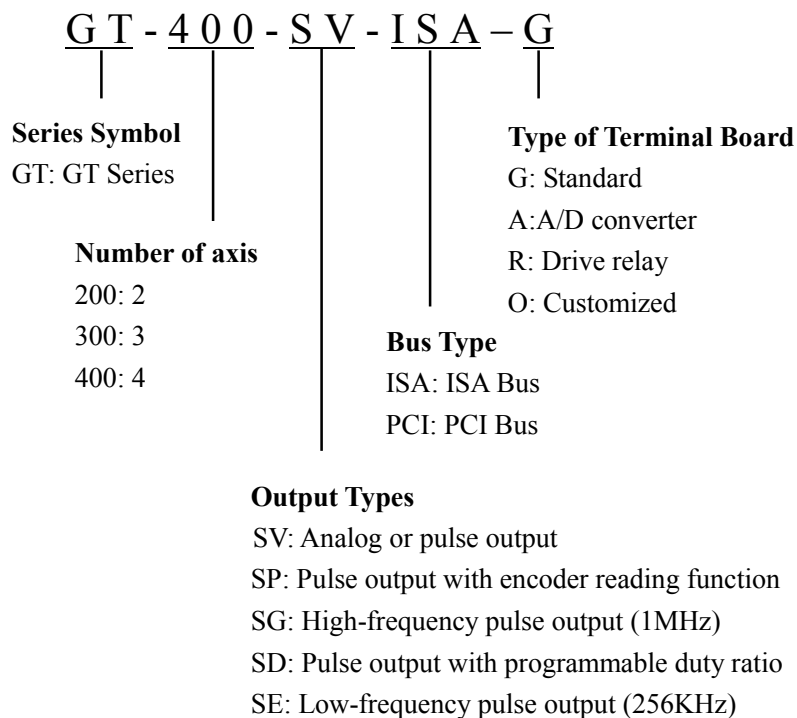 GT-400-SV-ISA–G
Series Symbol
GT: GT Series
Number of axis
200: 2
300: 3
400: 4
Output Types
SV: Analog or pulse output
SP: Pulse output with encoder reading function
SG: High-frequency pulse output (1MHz)
SD: Pulse output with programmable duty ratio
SE: Low-frequency pulse output (256KHz)
Bus Type
ISA: ISA Bus
PCI: PCI Bus
Type of Terminal Board
G: Standard
A:A/D converter
R: Drive relay
O: Customized